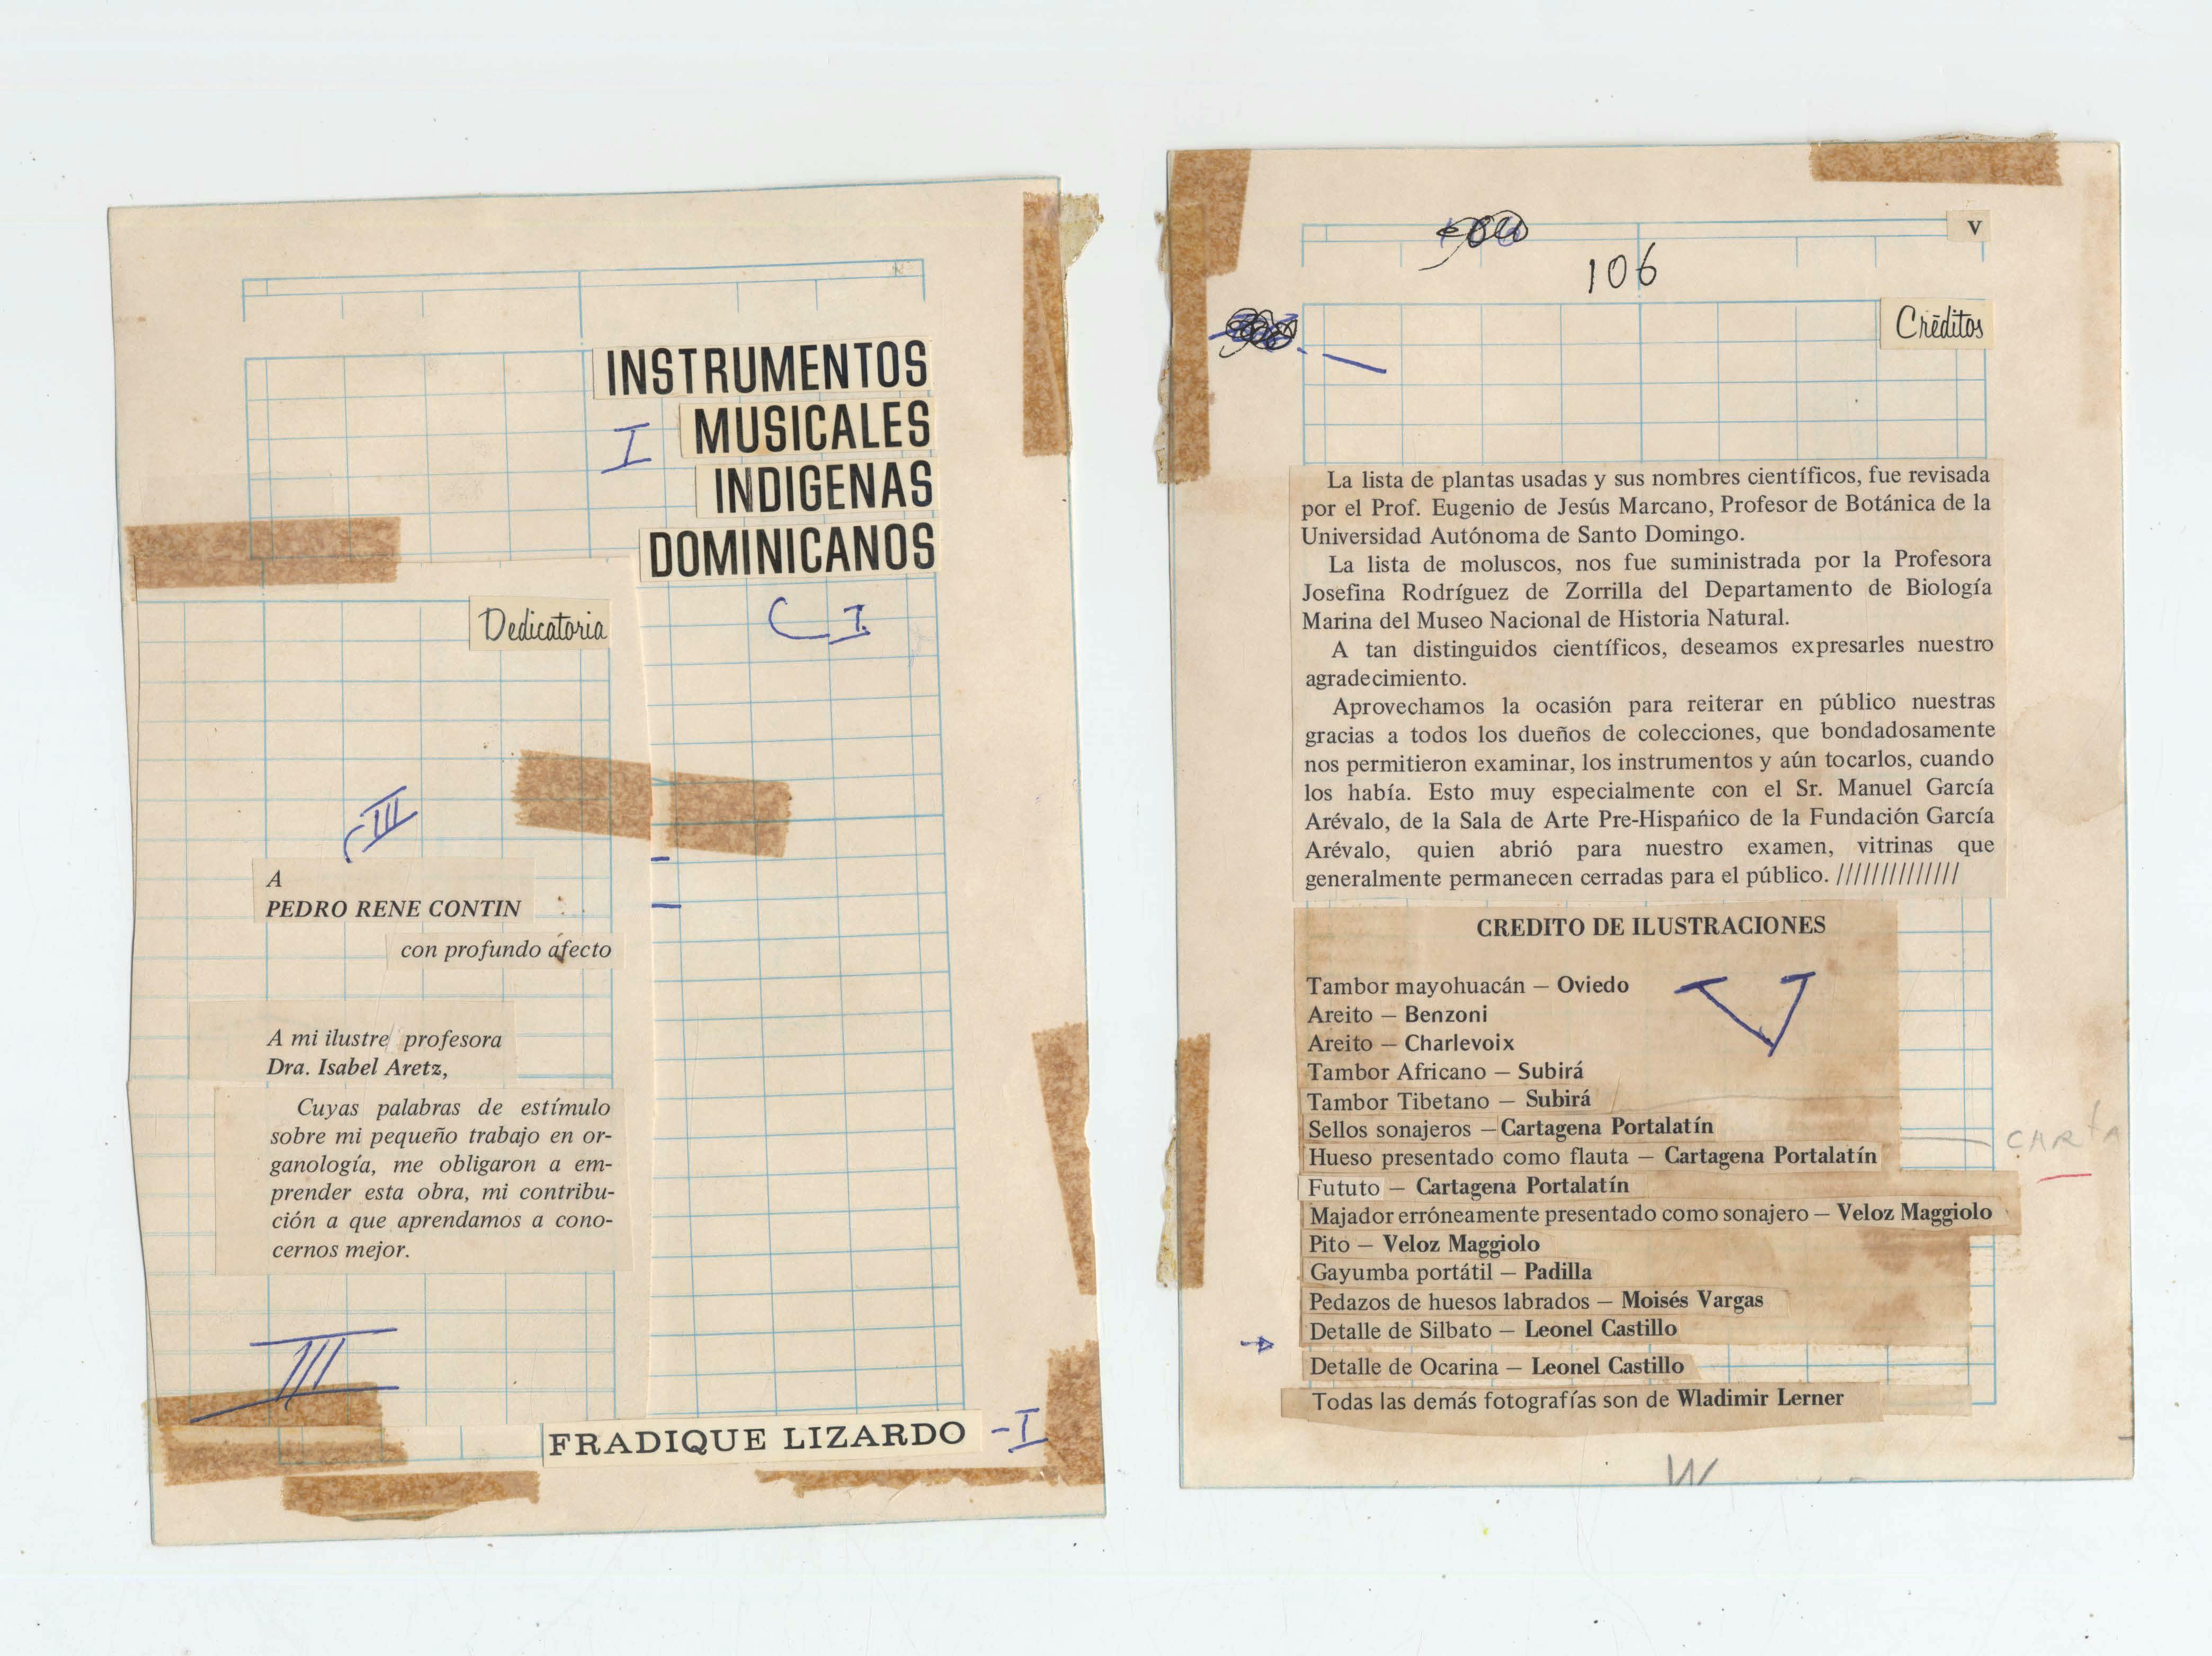 INSTRUMENTOS
MUSICALES
I
INDIGENAS
DOMINICANOS
C I
Dedicatoria
III
A
PEDRO RENE CONTIN
con profundo afecto
A mi ilustre profesora
Dra. Isabel Aretz,
Cuyas palabras de estímulo
sobre mi pequeño trabajo en or-
ganología, me obligaron a em-
prender esta obra, mi contribu-
ción a que aprendamos a cono-
cernos mejor.
III
FRADIQUE LIZARDO
-I
v
106
Créditos
La lista de plantas usadas y sus nombres científicos, fue revisada
por el Prof. Eugenio de Jesús Marcano, Profesor de Botánica de la
Universidad Autónoma de Santo Domingo.
La lista de moluscos, nos fue suministrada por la Profesora
Josefina Rodríguez de Zorrilla del Departamento de Biología
Marina del Museo Nacional de Historia Natural.
A tan distinguidos científicos, deseamos expresarles nuestro
agradecimiento.
Aprovechamos la ocasión para reiterar en público nuestras
gracias a todos los dueños de colecciones, que bondadosamente
nos permitieron examinar, los instrumentos y aún tocarlos, cuando
los había. Esto muy especialmente con el Sr. Manuel García
Arévalo, de la Sala de Arte Pre-Hispańico de la Fundación García
Arévalo, quien abrió para nuestro examen, vitrinas que
generalmente permanecen cerradas para el público. //////////////
CREDITO DE ILUSTRACIONES
Tambor mayohuacán — Oviedo
Areito — Benzoni
Areito — Charlevoix
Tambor Africano — Subirá
Tambor Tibetano — Subirá
Sellos sonajeros — Cartagena Portalatín
Hueso presentado como flauta — Cartagena Portalatín
Fututo — Cartagena Portalatín
Majador erróneamente presentado como sonajero — Veloz Maggiolo
Pito — Veloz Maggiolo
Gayumba portátil — Padilla
Pedazos de huesos labrados — Moisés Vargas
Detalle de Silbato — Leonel Castillo
Detalle de Ocarina — Leonel Castillo
Todas las demás fotografías son de Wladimir Lerner
V
CARTA